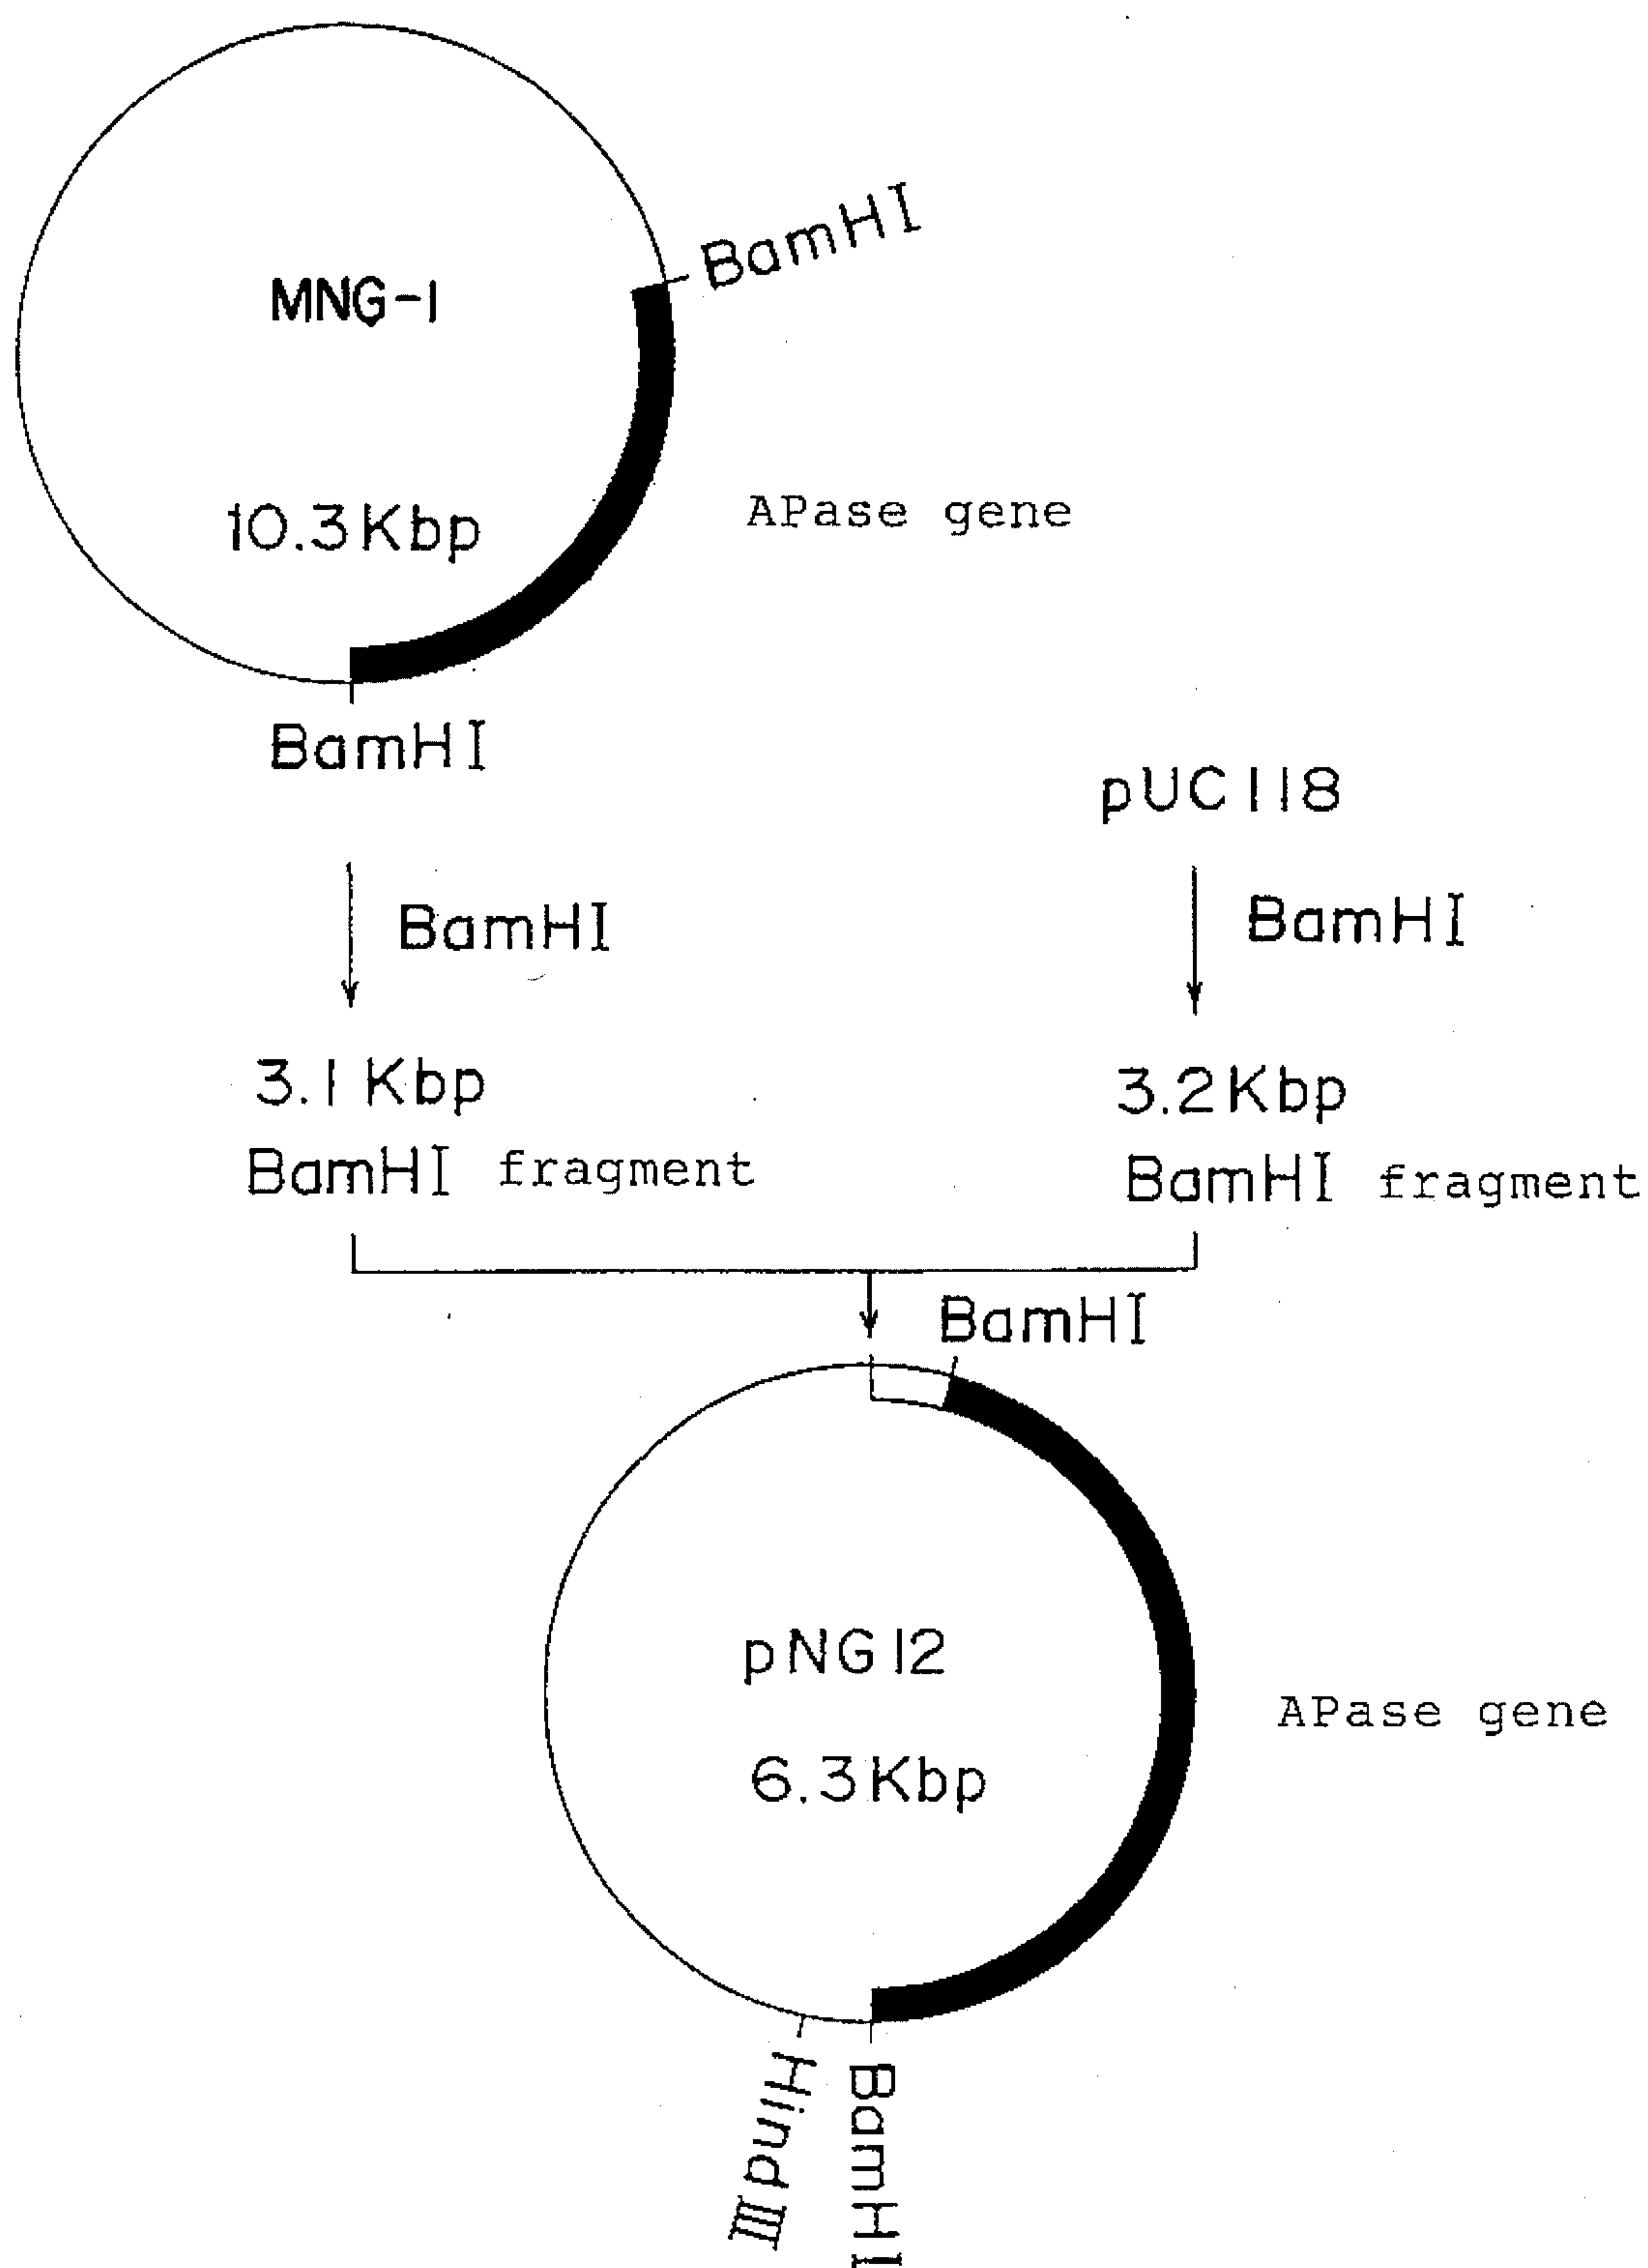 BamHI
MNG-1
10.3Kbp
APase gene
BamHI
pUC118
BamHI
BamHI
3.1Kbp
3.2Kbp
BamHI fragment
BamHI fragment
BamHI
pNG12
6.3Kbp
APase gene
HindIII
BamHI